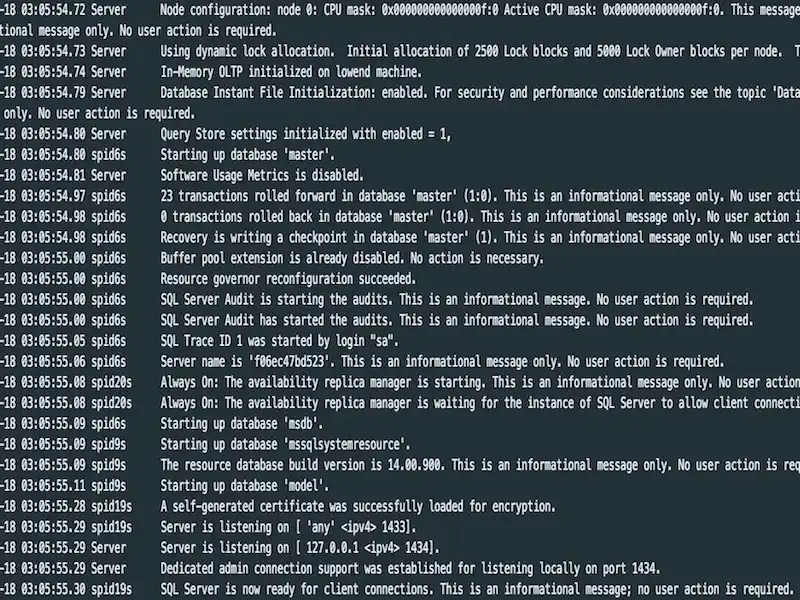 -18 03:05:54.72 Server Node configuration: node 0: CPU mask: 0x000000000000000f:0 Active CPU mask: 0x000000000000000f:0. This message
tional message only. No user action is required.
-18 03:05:54.73 Server Using dynamic lock allocation. Initial allocation of 2500 Lock blocks and 5000 Lock Owner blocks per node. T
-18 03:05:54.74 Server In-Memory OLTP initialized on lowend machine.
-18 03:05:54.79 Server Database Instant File Initialization: enabled. For security and performance considerations see the topic 'Data
only. No user action is required.
-18 03:05:54.80 Server Query Store settings initialized with enabled = 1,
-18 03:05:54.80 spid6s Starting up database 'master'.
-18 03:05:54.81 Server Software Usage Metrics is disabled.
-18 03:05:54.97 spid6s 23 transactions rolled forward in database 'master' (1:0). This is an informational message only. No user acti
-18 03:05:54.98 spid6s 0 transactions rolled back in database 'master' (1:0). This is an informational message only. No user action i
-18 03:05:54.98 spid6s Recovery is writing a checkpoint in database 'master' (1). This is an informational message only. No user acti
-18 03:05:55.00 spid6s Buffer pool extension is already disabled. No action is necessary.
-18 03:05:55.00 spid6s Resource governor reconfiguration succeeded.
-18 03:05:55.00 spid6s SQL Server Audit is starting the audits. This is an informational message. No user action is required.
-18 03:05:55.00 spid6s SQL Server Audit has started the audits. This is an informational message. No user action is required.
-18 03:05:55.05 spid6s SQL Trace ID 1 was started by login "sa".
-18 03:05:55.06 spid6s Server name is 'f06ec47bd523'. This is an informational message only. No user action is required.
-18 03:05:55.08 spid20s Always On: The availability replica manager is starting. This is an informational message only. No user action
-18 03:05:55.08 spid20s Always On: The availability replica manager is waiting for the instance of SQL Server to allow client connecti
-18 03:05:55.09 spid6s Starting up database 'msdb'.
-18 03:05:55.09 spid9s Starting up database 'mssqlsystemresource'.
-18 03:05:55.09 spid9s The resource database build version is 14.00.900. This is an informational message only. No user action is req
-18 03:05:55.11 spid9s Starting up database 'model'.
-18 03:05:55.28 spid19s A self-generated certificate was successfully loaded for encryption.
-18 03:05:55.29 spid19s Server is listening on [ 'any' <ipv4> 1433].
-18 03:05:55.29 Server Server is listening on [ 127.0.0.1 <ipv4> 1434].
-18 03:05:55.29 Server Dedicated admin connection support was established for listening locally on port 1434.
-18 03:05:55.30 spid19s SQL Server is now ready for client connections. This is an informational message; no user action is required.